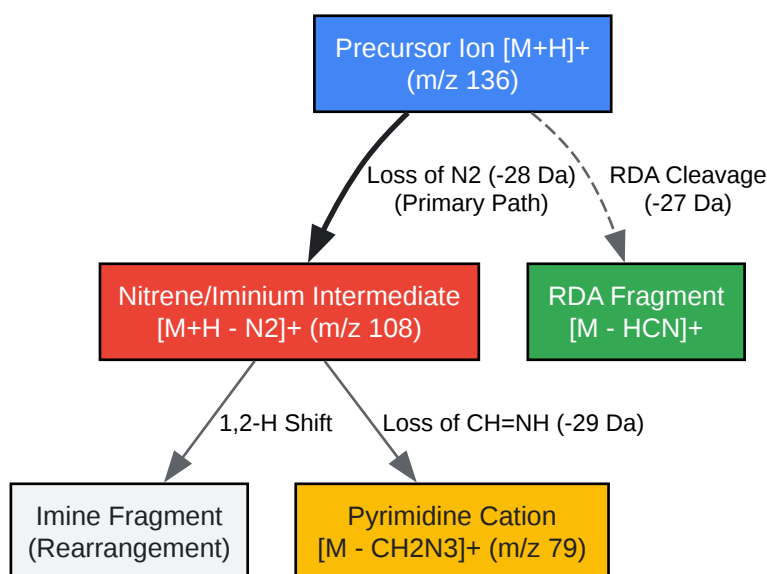 Precursor Ion [M+H]+
(m/z 136)
Loss of N2 (-28 Da)
(Primary Path)
RDA Cleavage
(-27 Da)
Nitrene/Iminium Intermediate
[M+H - N2]+ (m/z 108)
RDA Fragment
[M - HCN]+
1,2-H Shift
Loss of CH=NH (-29 Da)
Imine Fragment
(Rearrangement)
Pyrimidine Cation
[M - CH2N3]+ (m/z 79)